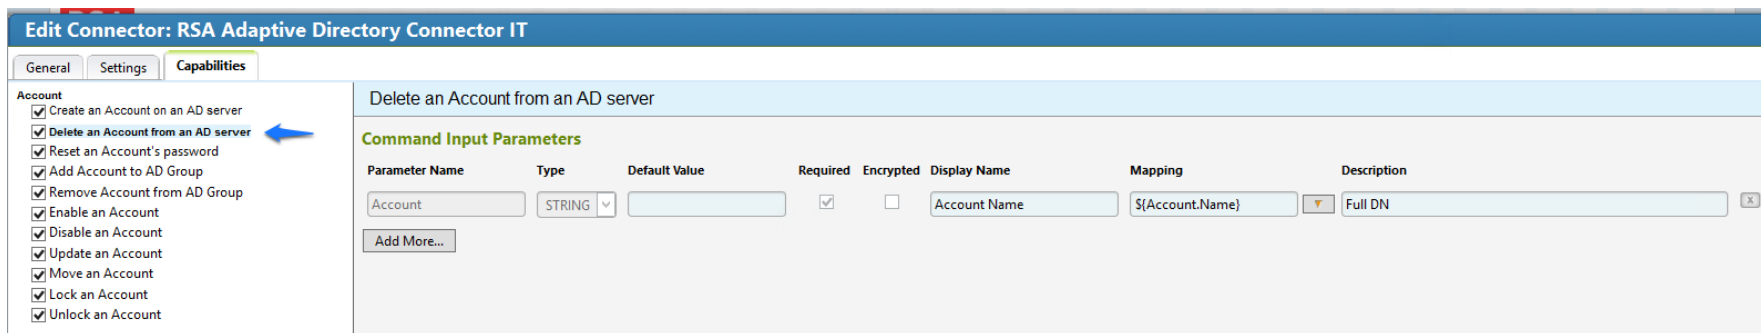 Edit Connector: RSA Adaptive Directory Connector IT
General Settings Capabilities
Account
Create an Account on an AD server
Delete an Account from an AD server
Reset an Account's password
Add Account to AD Group
Remove Account from AD Group
Enable an Account
Disable an Account
Update an Account
Move an Account
Lock an Account
Unlock an Account
Delete an Account from an AD server
Command Input Parameters
Parameter Name Type Default Value Required Encrypted Display Name Mapping Description
Account STRING Account Name ${Account.Name} Full DN x
Add More...